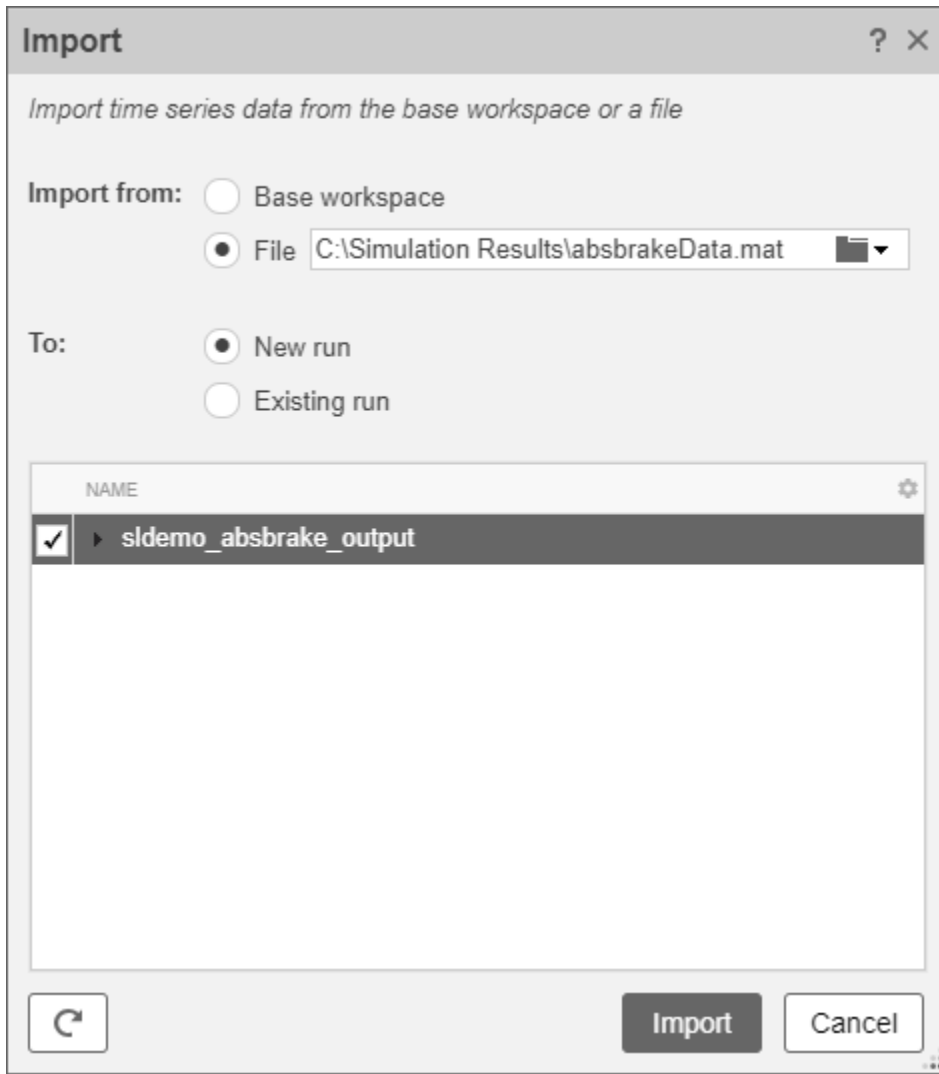 Import ?
Import time series data from the base workspace or a file
Import from: Base workspace
File C:\Simulation Results\absbrakeData.mat
To: New run
Existing run
NAME
sldemo_absbrake_output
Import Cancel